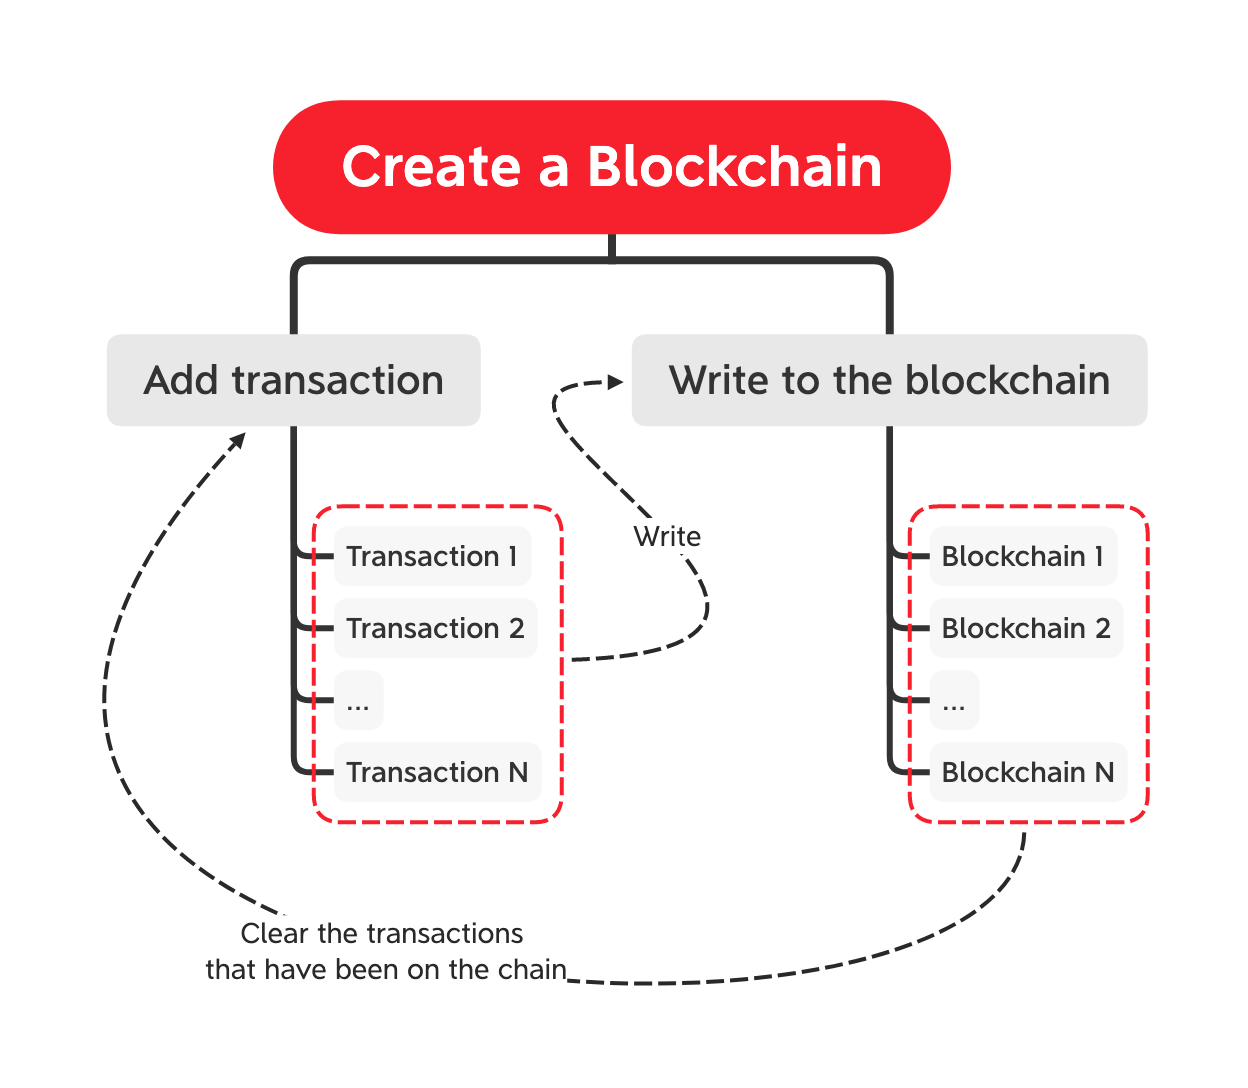 Create a Blockchain
Add transaction
Write to the blockchain
Write
Transaction 1
Transaction 2
...
Transaction N
Blockchain 1
Blockchain 2
...
Blockchain N
Clear the transactions
that have been on the chain